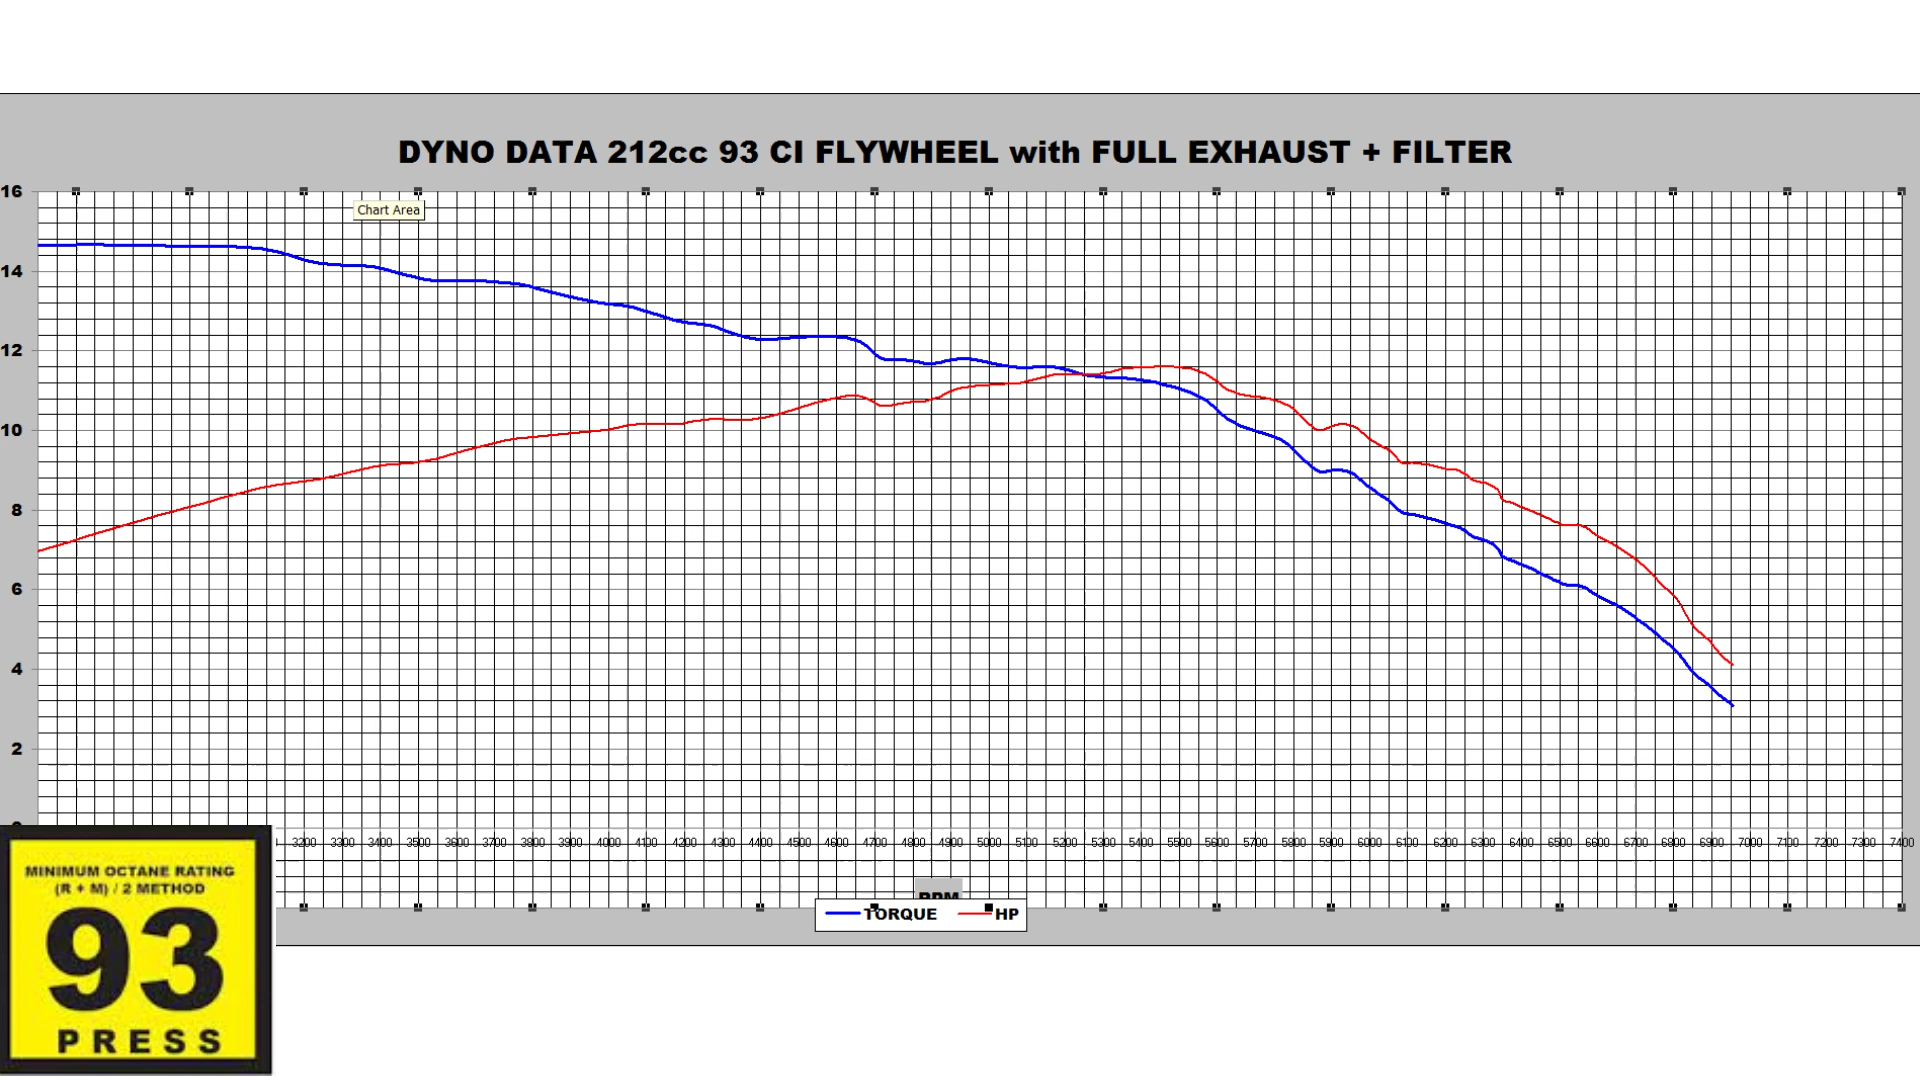 DYNO DATA 212cc 93 CI FLYWHEEL with FULL EXHAUST + FILTER
16
Chart Area
14
12
10
8
6
4
2
3200 3300 3400 3500 3600 3700 3800 3900 4000 4100 4200 4300 4400 4500 4600 4700 4800 4900 5000 5100 5200 5300 5400 5500 5600 5700 5800 5900 6000 6100 6200 6300 6400 6500 6600 6700 6800 6900 7000 7100 7200 7300 7400
RPM
TORQUE HP
MINIMUM OCTANE RATING
(R + M) / 2 METHOD
93
PRESS